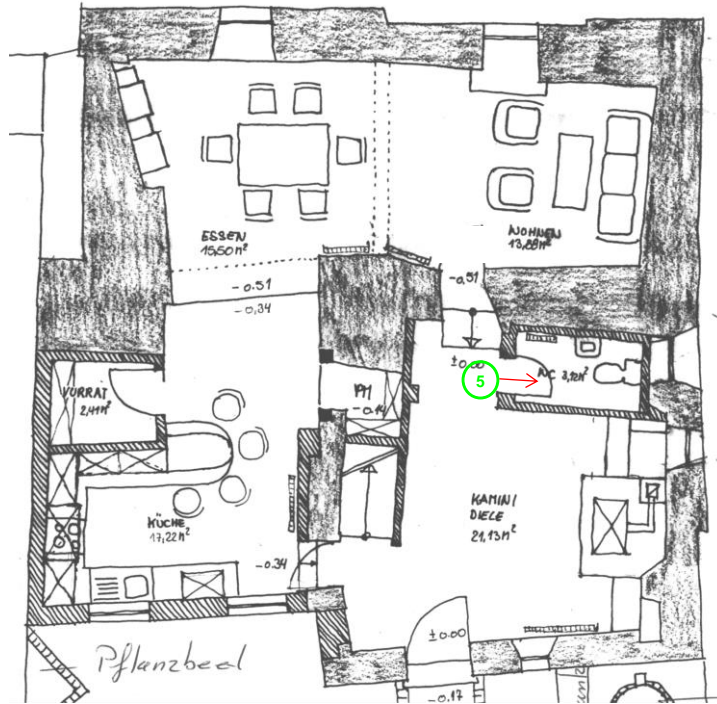 ESSEN
15,50 m²
WOHNEN
13,88 m²
-0.51
-0.34
-0,51
±0.00
5
WC 3,12 m²
VORRAT
2,41 m²
-0.14
KÜCHE
17,22 m²
KAMIN/
DIELE
21,13 m²
-0.34
±0.00
-0.17
Pflanzbeet